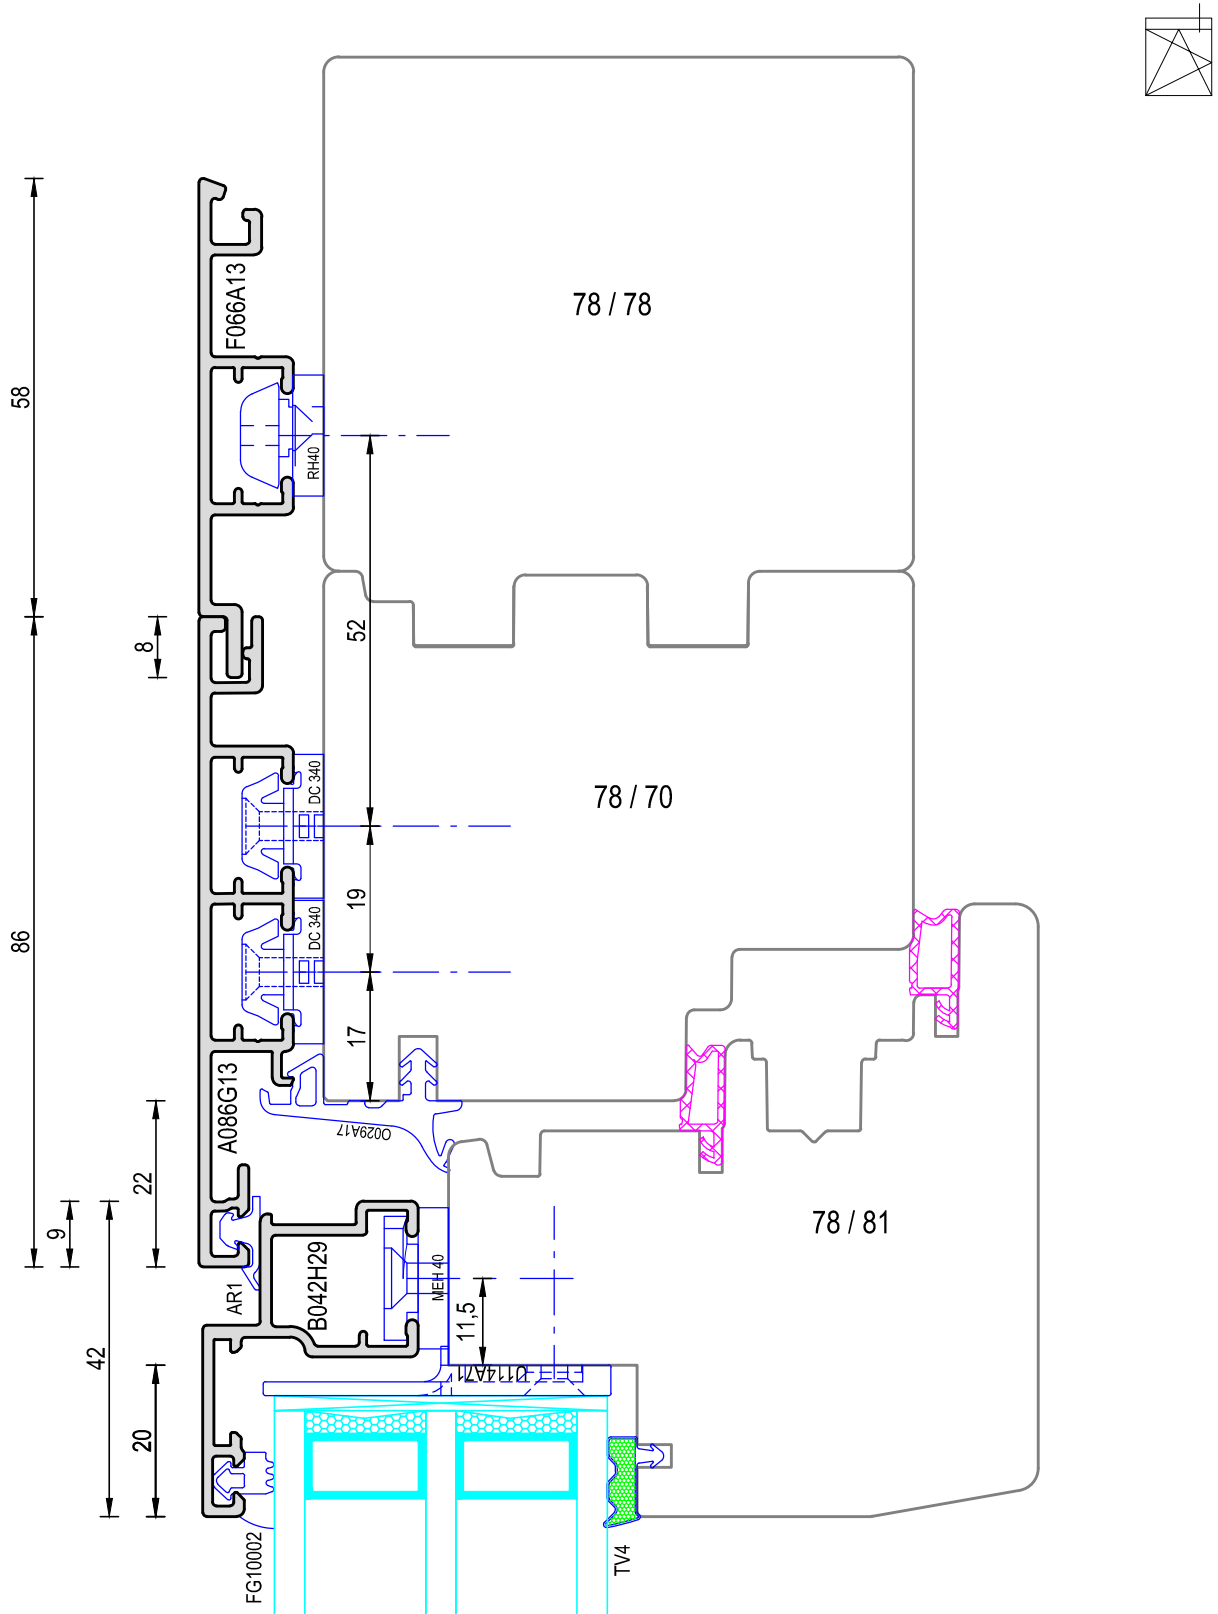 78 / 78
F066A13
58
RH40
52
8
DC 340
78 / 70
19
86
DC 340
17
A086G13
O029A17
22
9
78 / 81
B042H29
MEH 40
AR1
11,5
42
U114A71
20
FG10002
TV4